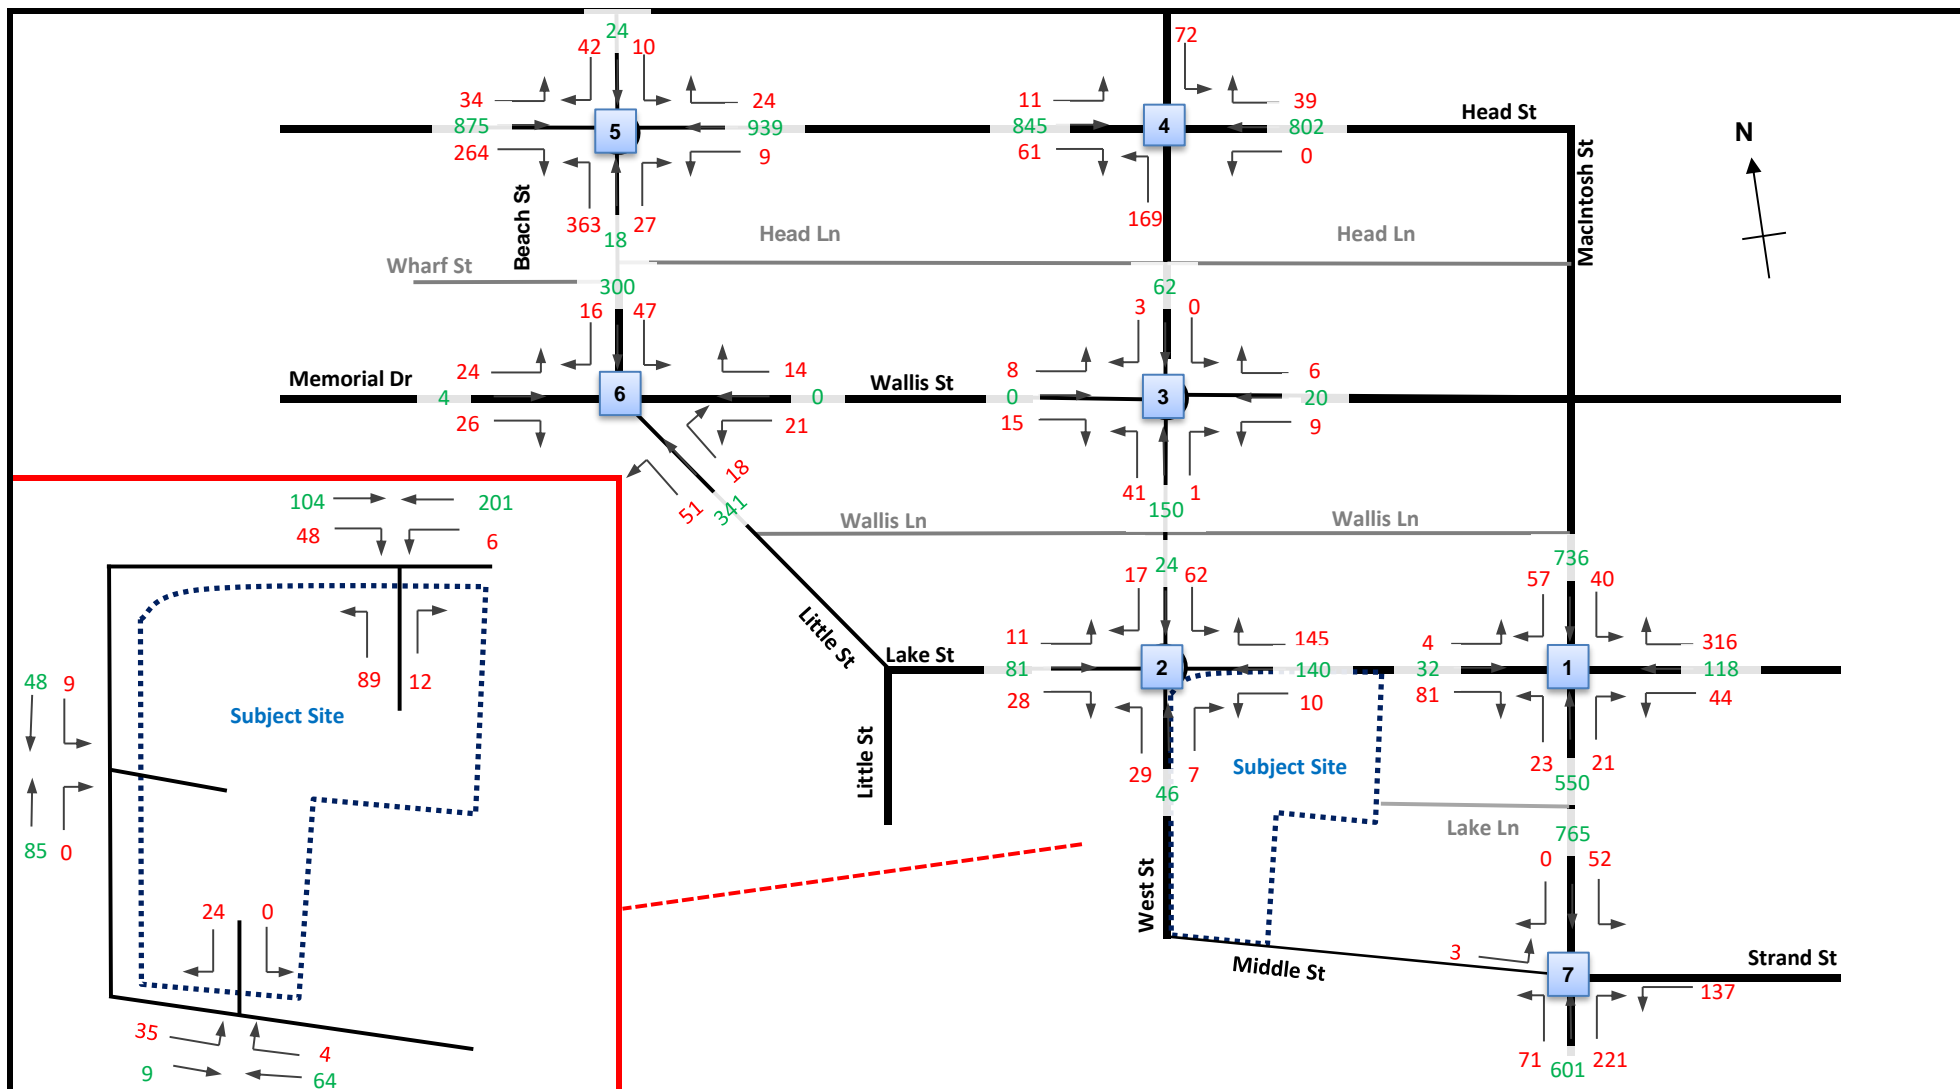 24
42 10
72
34 24
11 39
Head St
875 5 939
845 4 802
N
264 9
61 0
MacIntosh St
Beach St
363 27
18
169
Head Ln
Head Ln
Wharf St
300
62
16 47
3 0
Memorial Dr
24 14
Wallis St
8 6
4 6 0
0 3 20
26 21
15 9
18
51
341
41 1
150
Wallis Ln
Wallis Ln
104 201
48 6
24
17 62
736
57 40
Little St
Lake St
11 145
4 316
81 2 140
32 1 118
28 10
81 44
89 12
48 9
Subject Site
Little St
29 7
46
Subject Site
23 21
550
Lake Ln
765
85 0
0 52
West St
24 0
3
Middle St
7
Strand St
137
35 4
9 64
71 221
601